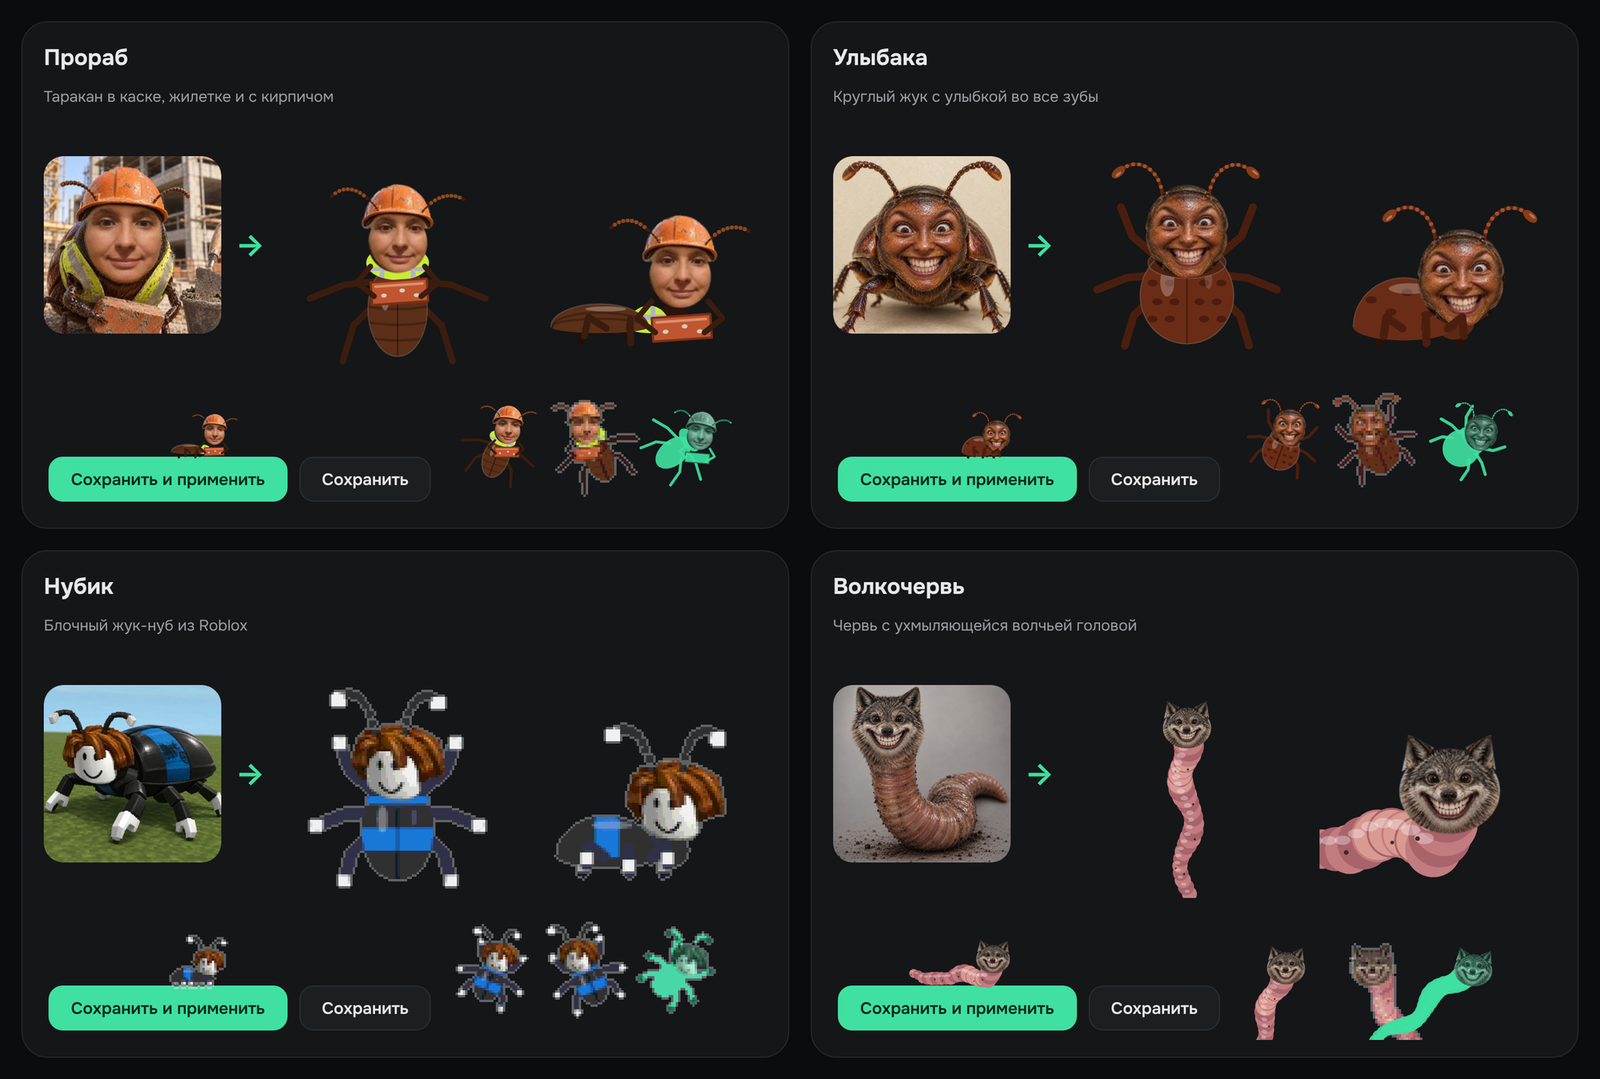 Прораб
Таракан в каске, жилетке и с кирпичом
Сохранить и применить
Сохранить
Улыбака
Круглый жук с улыбкой во все зубы
Сохранить и применить
Сохранить
Нубик
Блочный жук-нуб из Roblox
Сохранить и применить
Сохранить
Волкочервь
Червь с ухмыляющейся волчьей головой
Сохранить и применить
Сохранить